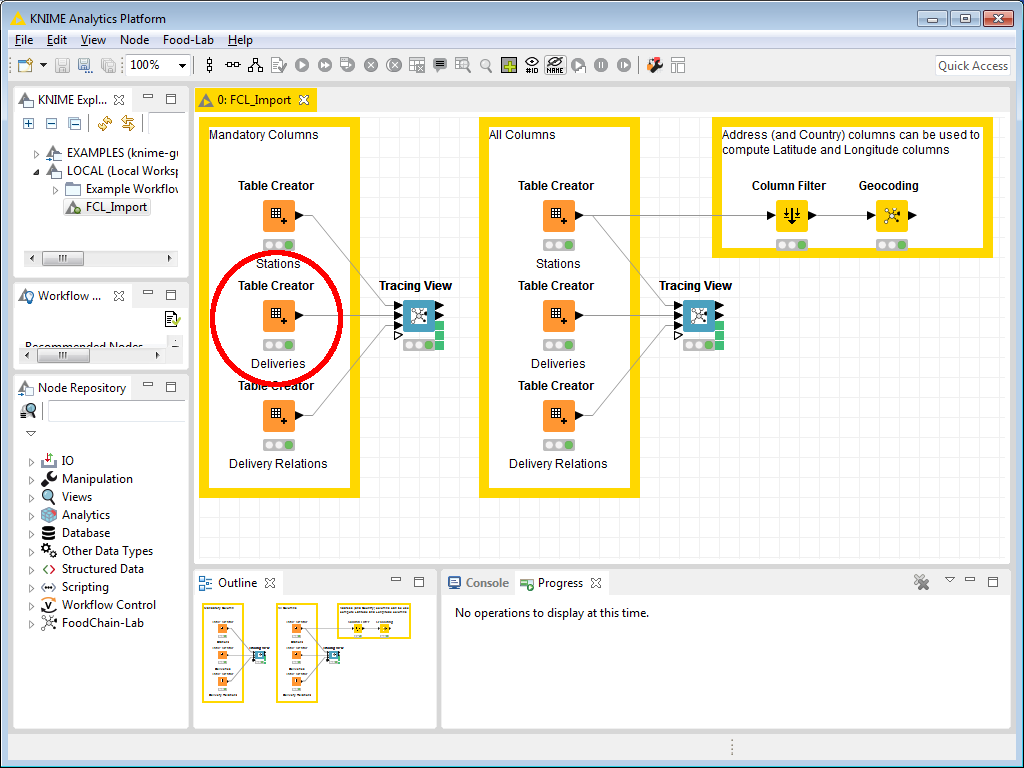 KNIME Analytics Platform
File Edit View Node Food-Lab Help
100%
#ID
NAME
Quick Access
KNIME Expl...
EXAMPLES (knime-gu
LOCAL (Local Worksp
Example Workflow
FCL_Import
Workflow ...
Recommended Nodes
Node Repository
IO
Manipulation
Views
Analytics
Database
Other Data Types
Structured Data
Scripting
Workflow Control
FoodChain-Lab
0: FCL_Import
Mandatory Columns
Table Creator
Stations
Table Creator
Deliveries
Table Creator
Delivery Relations
Tracing View
All Columns
Table Creator
Stations
Table Creator
Deliveries
Table Creator
Delivery Relations
Tracing View
Address (and Country) columns can be used to
compute Latitude and Longitude columns
Column Filter
Geocoding
Outline
Console
Progress
No operations to display at this time.